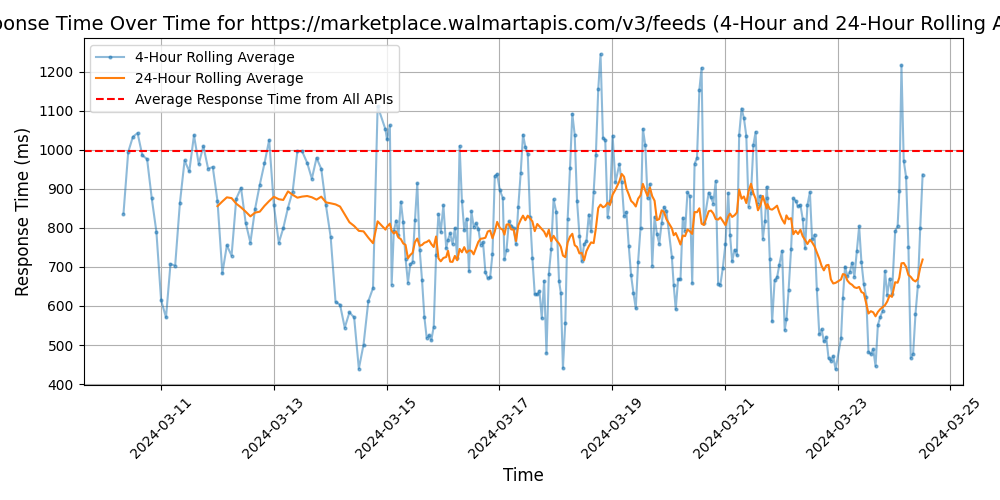 onse Time Over Time for https://marketplace.walmartapis.com/v3/feeds (4-Hour and 24-Hour Rolling A
4-Hour Rolling Average
24-Hour Rolling Average
Average Response Time from All APIs
Response Time (ms)
1200
1100
1000
900
800
700
600
500
400
2024-03-11
2024-03-13
2024-03-15
2024-03-17
2024-03-19
2024-03-21
2024-03-23
2024-03-25
Time